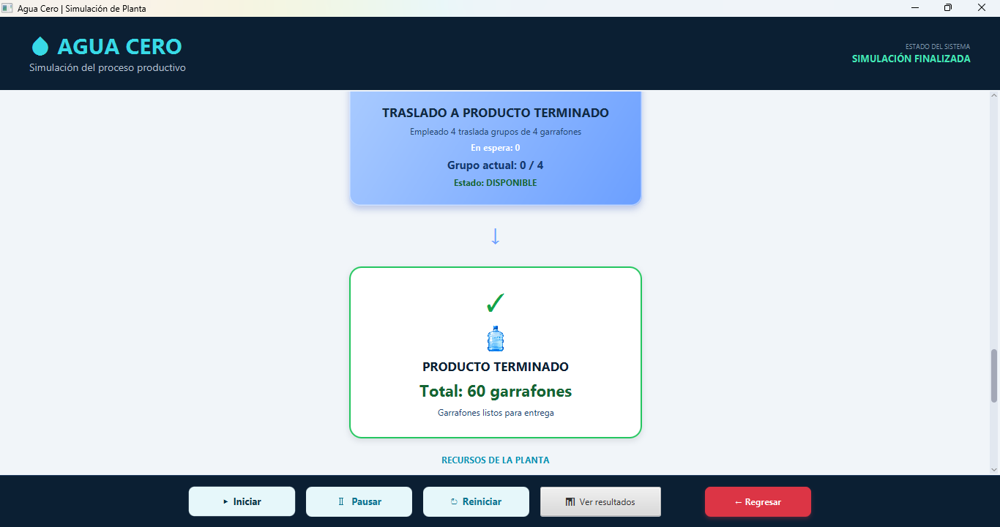 Agua Cero | Simulación de Planta
AGUA CERO
Simulación del proceso productivo
ESTADO DEL SISTEMA
SIMULACIÓN FINALIZADA
TRASLADO A PRODUCTO TERMINADO
Empleado 4 traslada grupos de 4 garrafones
En espera: 0
Grupo actual: 0 / 4
Estado: DISPONIBLE
↓
✓
PRODUCTO TERMINADO
Total: 60 garrafones
Garrafones listos para entrega
RECURSOS DE LA PLANTA
▸ Iniciar
⏸ Pausar
↻ Reiniciar
Ver resultados
← Regresar